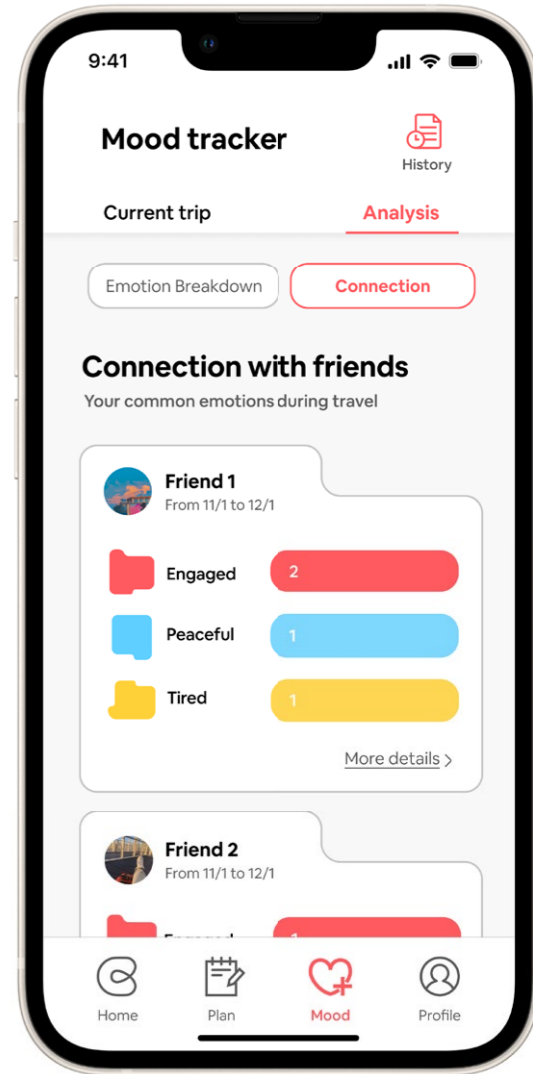 9:41
Mood tracker
History
Current trip
Analysis
Emotion Breakdown
Connection
Connection with friends
Your common emotions during travel
Friend 1
From 11/1 to 12/1
Engaged
2
Peaceful
1
Tired
1
More details >
Friend 2
From 11/1 to 12/1
Home
Plan
Mood
Profile